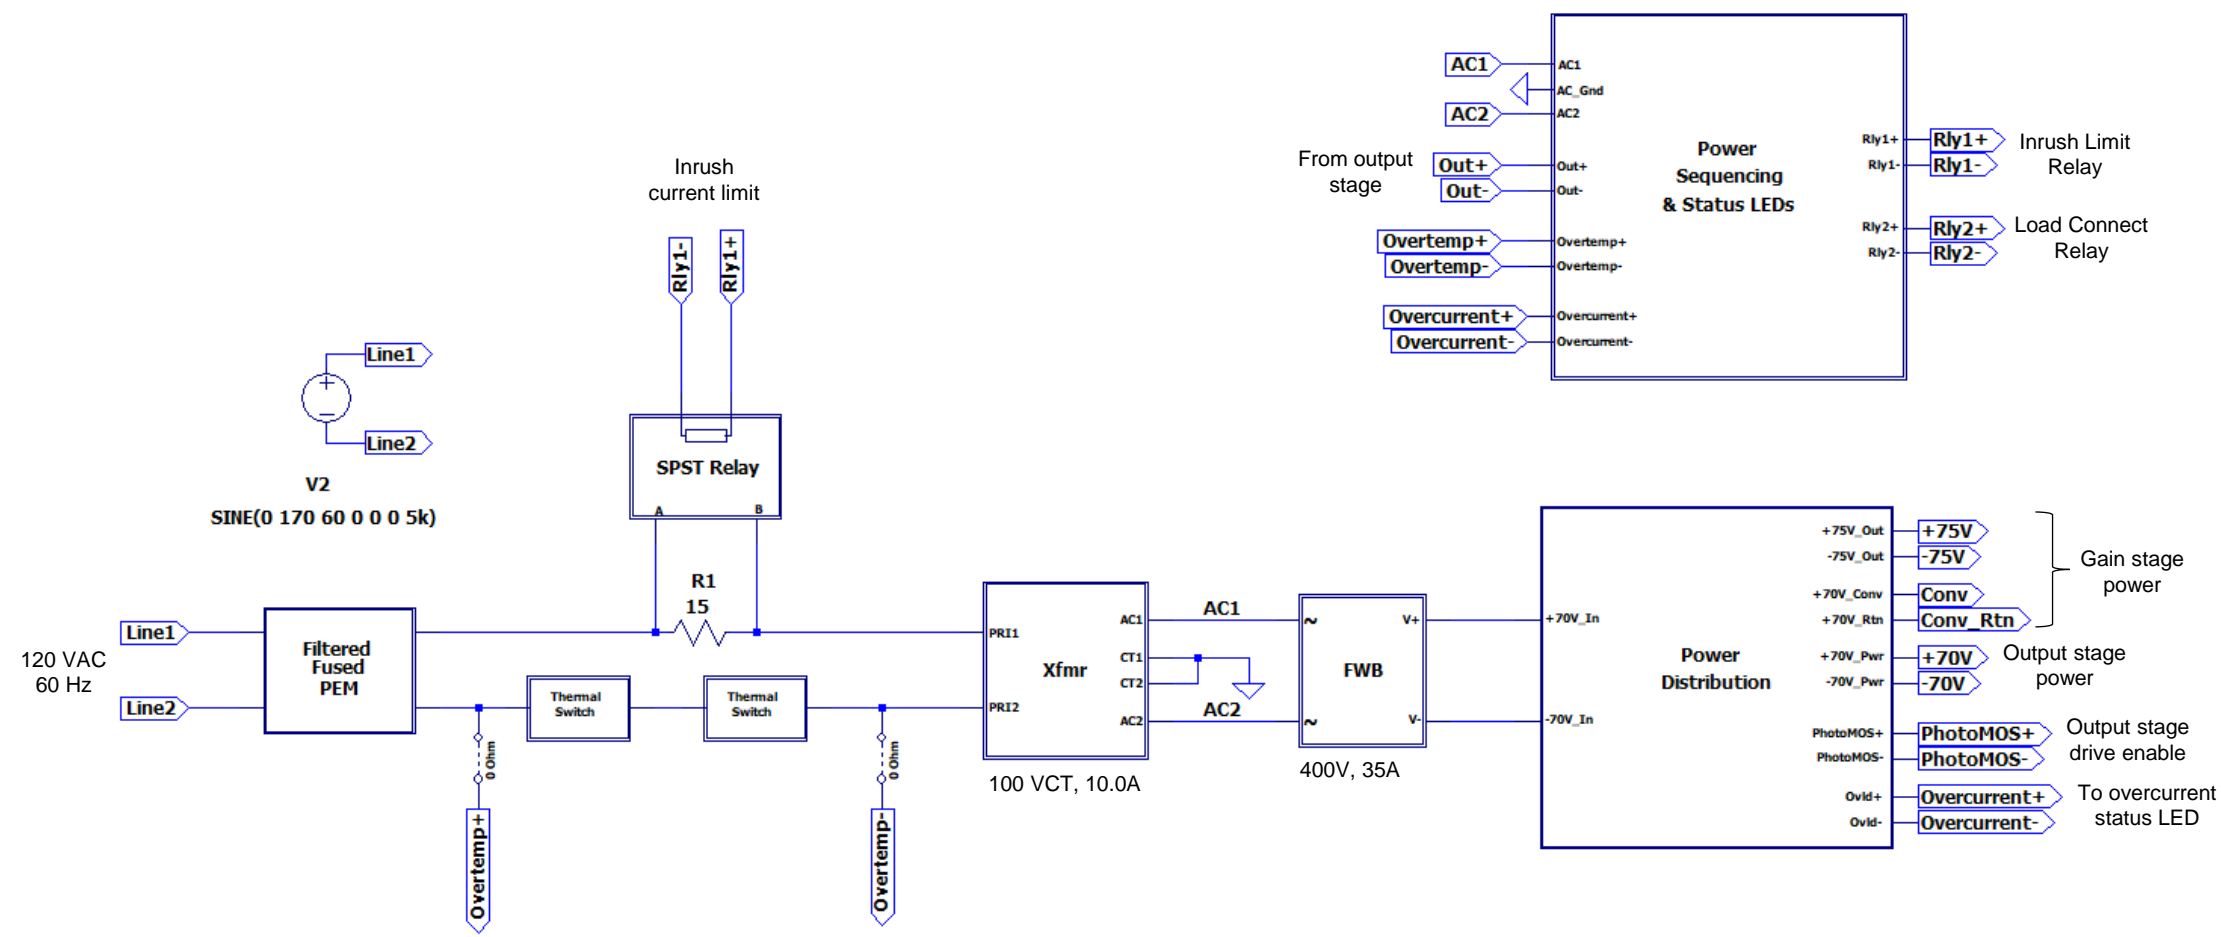 AC1
AC_Gnd
AC2
AC1
AC2
From output
stage
Out+
Out-
Out+
Out-
Overtemp+
Overtemp-
Overtemp+
Overtemp-
Overcurrent+
Overcurrent-
Overcurrent+
Overcurrent-
Power
Sequencing
& Status LEDs
Rly1+
Rly1-
Rly1+
Rly1-
Inrush Limit
Relay
Rly2+
Rly2-
Rly2+
Rly2-
Load Connect
Relay
Inrush
current limit
Rly1-
Rly1+
SPST Relay
A
B
Line1
Line2
V2
SINE(0 170 60 0 0 0 5k)
R1
15
120 VAC
60 Hz
Line1
Line2
Filtered
Fused
PEM
Thermal
Switch
Thermal
Switch
0 Ohm
0 Ohm
Overtemp+
Overtemp-
PRI1
PRI2
Xfmr
AC1
CT1
CT2
AC2
100 VCT, 10.0A
AC1
AC2
~
~
FWB
V+
V-
400V, 35A
+70V_In
-70V_In
Power
Distribution
+75V_Out
-75V_Out
+70V_Conv
+70V_Rtn
+70V_Pwr
-70V_Pwr
PhotoMOS+
PhotoMOS-
Ovld+
Ovld-
+75V
-75V
Conv
Conv_Rtn
Gain stage
power
+70V
-70V
Output stage
power
PhotoMOS+
PhotoMOS-
Output stage
drive enable
Overcurrent+
Overcurrent-
To overcurrent
status LED